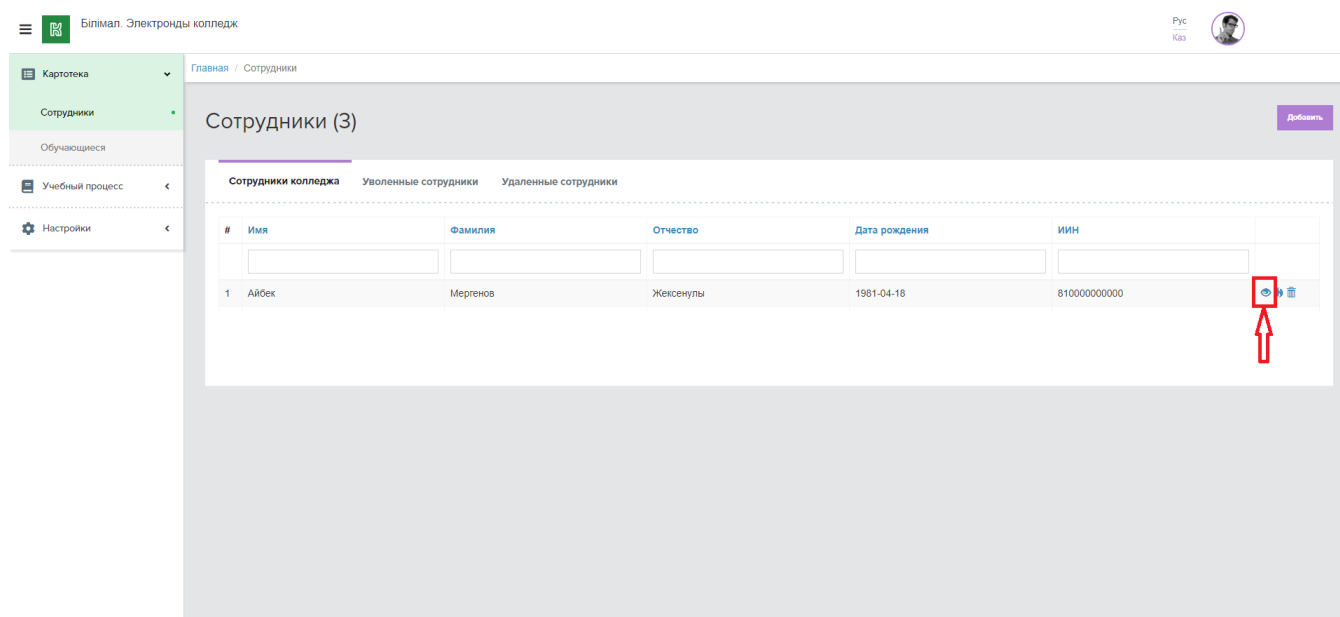 Білімал. Электронды колледж
Рус
Каз
Картотека
Сотрудники
Обучающиеся
Учебный процесс
Настройки
Главная / Сотрудники
Сотрудники (3)
Добавить
Сотрудники колледжа Уволенные сотрудники Удаленные сотрудники
# Имя Фамилия Отчество Дата рождения ИИН
1 Айбек Мергенов Жексенулы 1981-04-18 810000000000